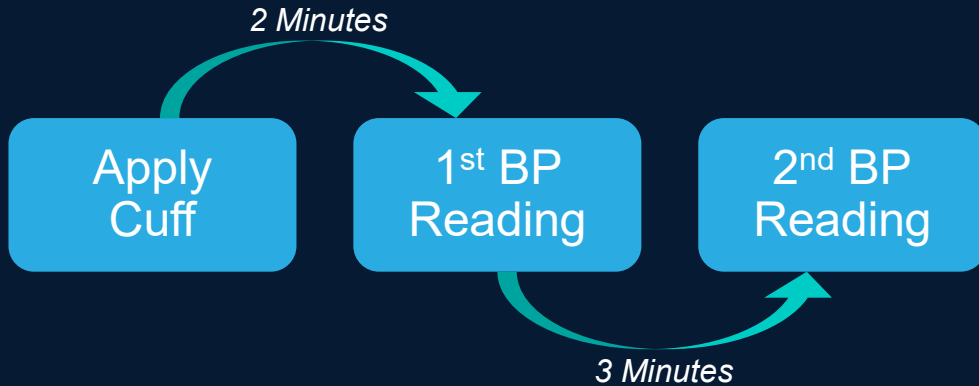 2 Minutes
Apply
Cuff
1st BP
Reading
2nd BP
Reading
3 Minutes